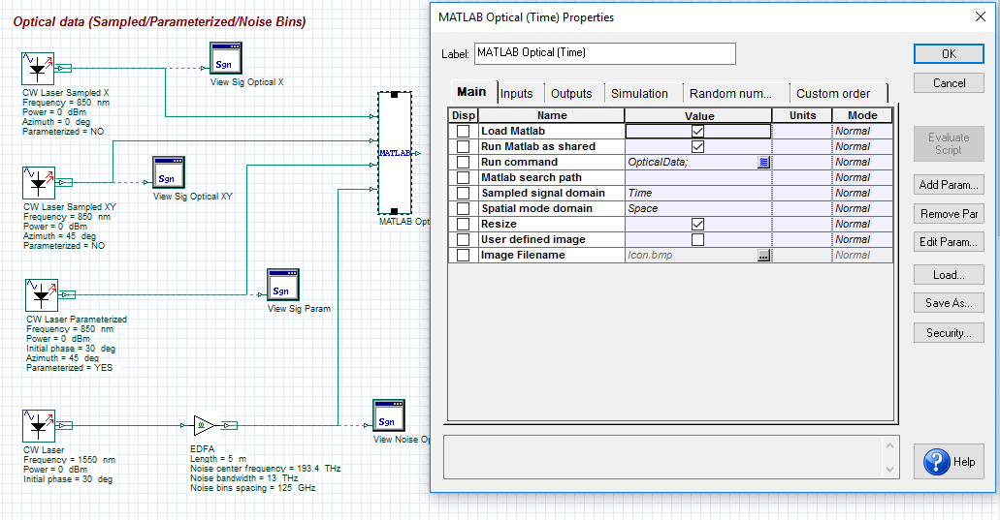 Optical data (Sampled/Parameterized/Noise Bins)
Sgn
View Sig Optical X
CW Laser Sampled X
Frequency = 850 nm
Power = 0 dBm
Azimuth = 0 deg
Parameterized = NO
Sgn
View Sig Optical XY
CW Laser Sampled XY
Frequency = 850 nm
Power = 0 dBm
Azimuth = 45 deg
Parameterized = NO
MATLAB
MATLAB Opt
Sgn
View Sig Param
CW Laser Parameterized
Frequency = 850 nm
Power = 0 dBm
Initial phase = 30 deg
Azimuth = 45 deg
Parameterized = YES
Sgn
View Noise Op
CW Laser
Frequency = 1550 nm
Power = 0 dBm
Initial phase = 30 deg
EDFA
Length = 5 m
Noise center frequency = 193.4 THz
Noise bandwidth = 13 THz
Noise bins spacing = 125 GHz
MATLAB Optical (Time) Properties
Label: MATLAB Optical (Time)
OK
Cancel
Evaluate
Script
Add Param...
Remove Par
Edit Param...
Load...
Save As...
Security...
Help
Main Inputs Outputs Simulation Random num... Custom order
Disp Name Value Units Mode
Load Matlab Normal
Run Matlab as shared Normal
Run command OpticalData; Normal
Matlab search path Normal
Sampled signal domain Time Normal
Spatial mode domain Space Normal
Resize Normal
User defined image Normal
Image Filename Icon.bmp ... Normal